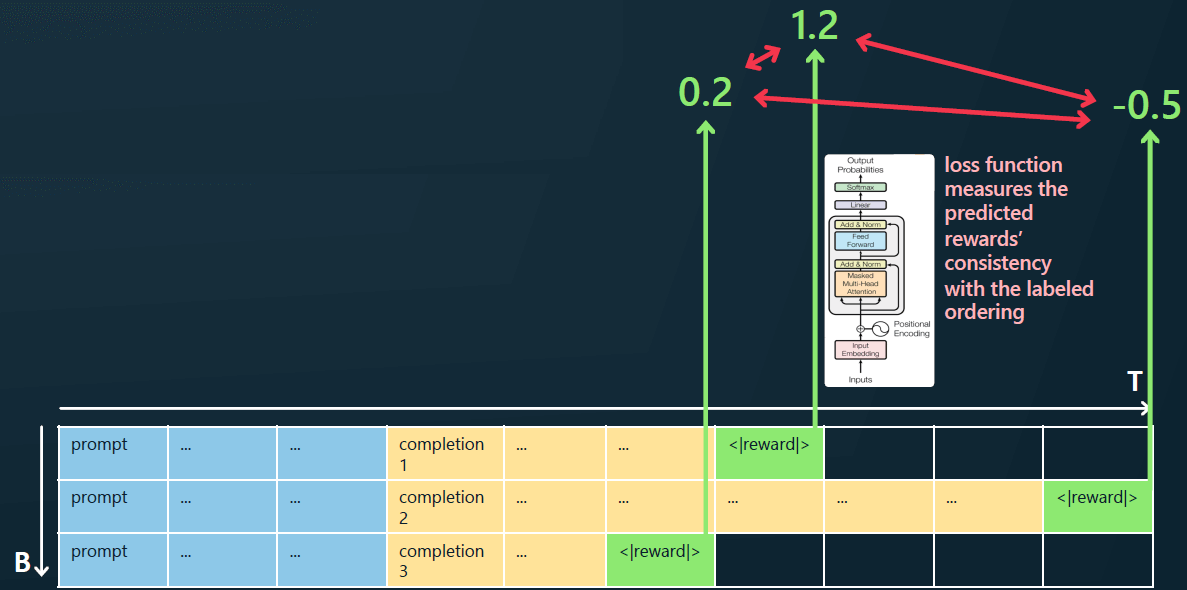 1.2
0.2
-0.5
Output
Probabilities
Softmax
Linear
Add & Norm
Feed
Forward
Add & Norm
Masked
Multi-Head
Attention
Positional
Encoding
Input
Embedding
Inputs
loss function
measures the
predicted
rewards’
consistency
with the labeled
ordering
T
B
prompt ... ... completion ... ... <|reward|>
1
prompt ... ... completion ... ... ... ... ... <|reward|>
2
prompt ... ... completion ... <|reward|>
3